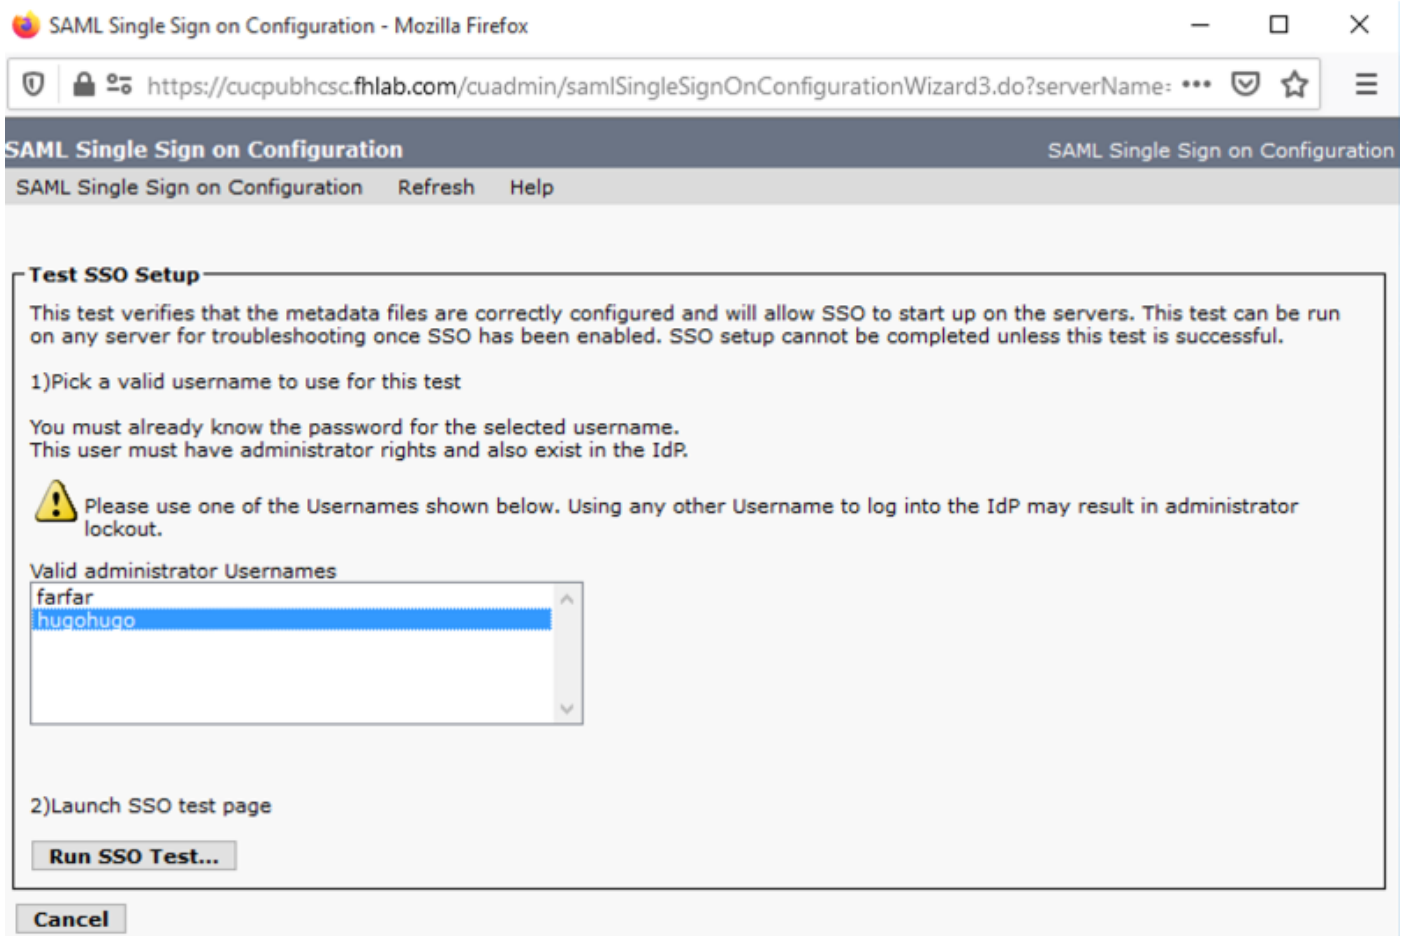 SAML Single Sign on Configuration - Mozilla Firefox
https://cucpubhcsc.fhlab.com/cuadmin/samlSingleSignOnConfigurationWizard3.do?serverName=
SAML Single Sign on Configuration
SAML Single Sign on Configuration
SAML Single Sign on Configuration Refresh Help
Test SSO Setup
This test verifies that the metadata files are correctly configured and will allow SSO to start up on the servers. This test can be run
on any server for troubleshooting once SSO has been enabled. SSO setup cannot be completed unless this test is successful.
1)Pick a valid username to use for this test
You must already know the password for the selected username.
This user must have administrator rights and also exist in the IdP.
Please use one of the Usernames shown below. Using any other Username to log into the IdP may result in administrator
lockout.
Valid administrator Usernames
farfar
hugohugo
2)Launch SSO test page
Run SSO Test...
Cancel